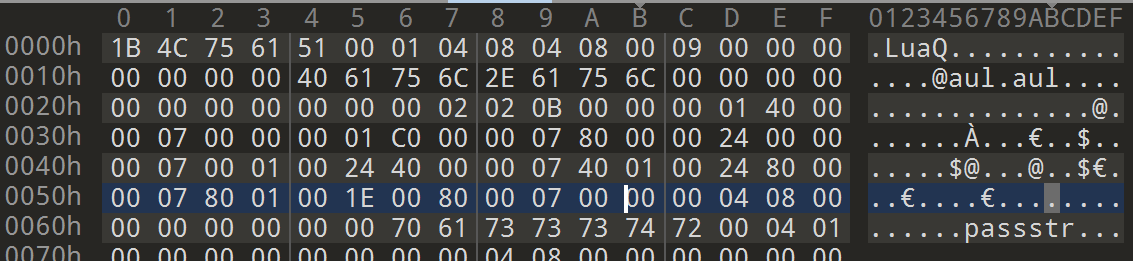 0 1 2 3 4 5 6 7 8 9 A B C D E F 0123456789ABCDEF
0000h 1B 4C 75 61 51 00 01 04 08 04 08 00 09 00 00 00 .LuaQ...........
0010h 00 00 00 00 40 61 75 6C 2E 61 75 6C 00 00 00 00 ....@aul.aul....
0020h 00 00 00 00 00 00 02 02 0B 00 00 00 01 40 00 00 .............@.
0030h 00 07 00 00 00 01 C0 00 00 07 80 00 00 24 00 00 ......À...€..$..
0040h 00 07 00 01 00 24 40 00 00 07 40 01 00 24 80 00 .....$@...@..$€.
0050h 00 07 80 01 00 1E 00 80 00 07 00 00 00 04 08 00 ..€....€........
0060h 00 00 00 00 00 70 61 73 73 73 74 72 00 04 01 ......passstr...
0070h 00 00 00 00 00 00 00 04 08 00 00 00 00 00 00